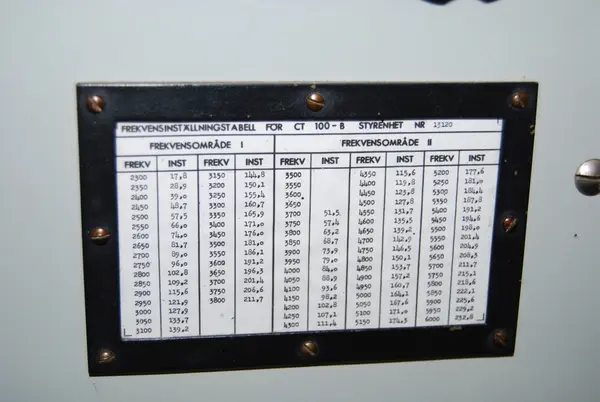 FREKVENSINSTÄLLNINGSTABELL FÖR CT 100-B STYRENHET NR 13120
FREKVENSOMRÅDE I FREKVENSOMRÅDE II
FREKV INST FREKV INST FREKV INST FREKV INST FREKV INST
2300 17,8 3150 144,8 3500 4350 115,6 5200 177,6
2350 28,9 3200 150,1 3550 4400 119,8 5250 181,0
2400 39,0 3250 155,4 3600 4450 123,8 5300 184,4
2450 48,7 3300 160,7 3650 4500 127,8 5350 187,8
2500 57,5 3350 165,9 3700 51,5 4550 131,7 5400 191,2
2550 66,0 3400 171,0 3750 57,4 4600 135,5 5450 194,6
2600 74,0 3450 176,0 3800 63,2 4650 139,2 5500 198,0
2650 81,7 3500 181,0 3850 68,7 4700 142,9 5550 201,4
2700 89,0 3550 186,1 3900 73,9 4750 146,5 5600 204,9
2750 96,0 3600 191,2 3950 79,0 4800 150,1 5650 208,3
2800 102,8 3650 196,3 4000 84,0 4850 153,7 5700 211,7
2850 109,2 3700 201,4 4050 88,9 4900 157,2 5750 215,1
2900 115,6 3750 206,6 4100 93,6 4950 160,7 5800 218,6
2950 121,9 3800 211,7 4150 98,2 5000 164,1 5850 222,1
3000 127,9 4200 102,8 5050 167,6 5900 225,6
3050 133,7 4250 107,1 5100 171,0 5950 229,2
3100 139,2 4300 111,4 5150 174,3 6000 232,8